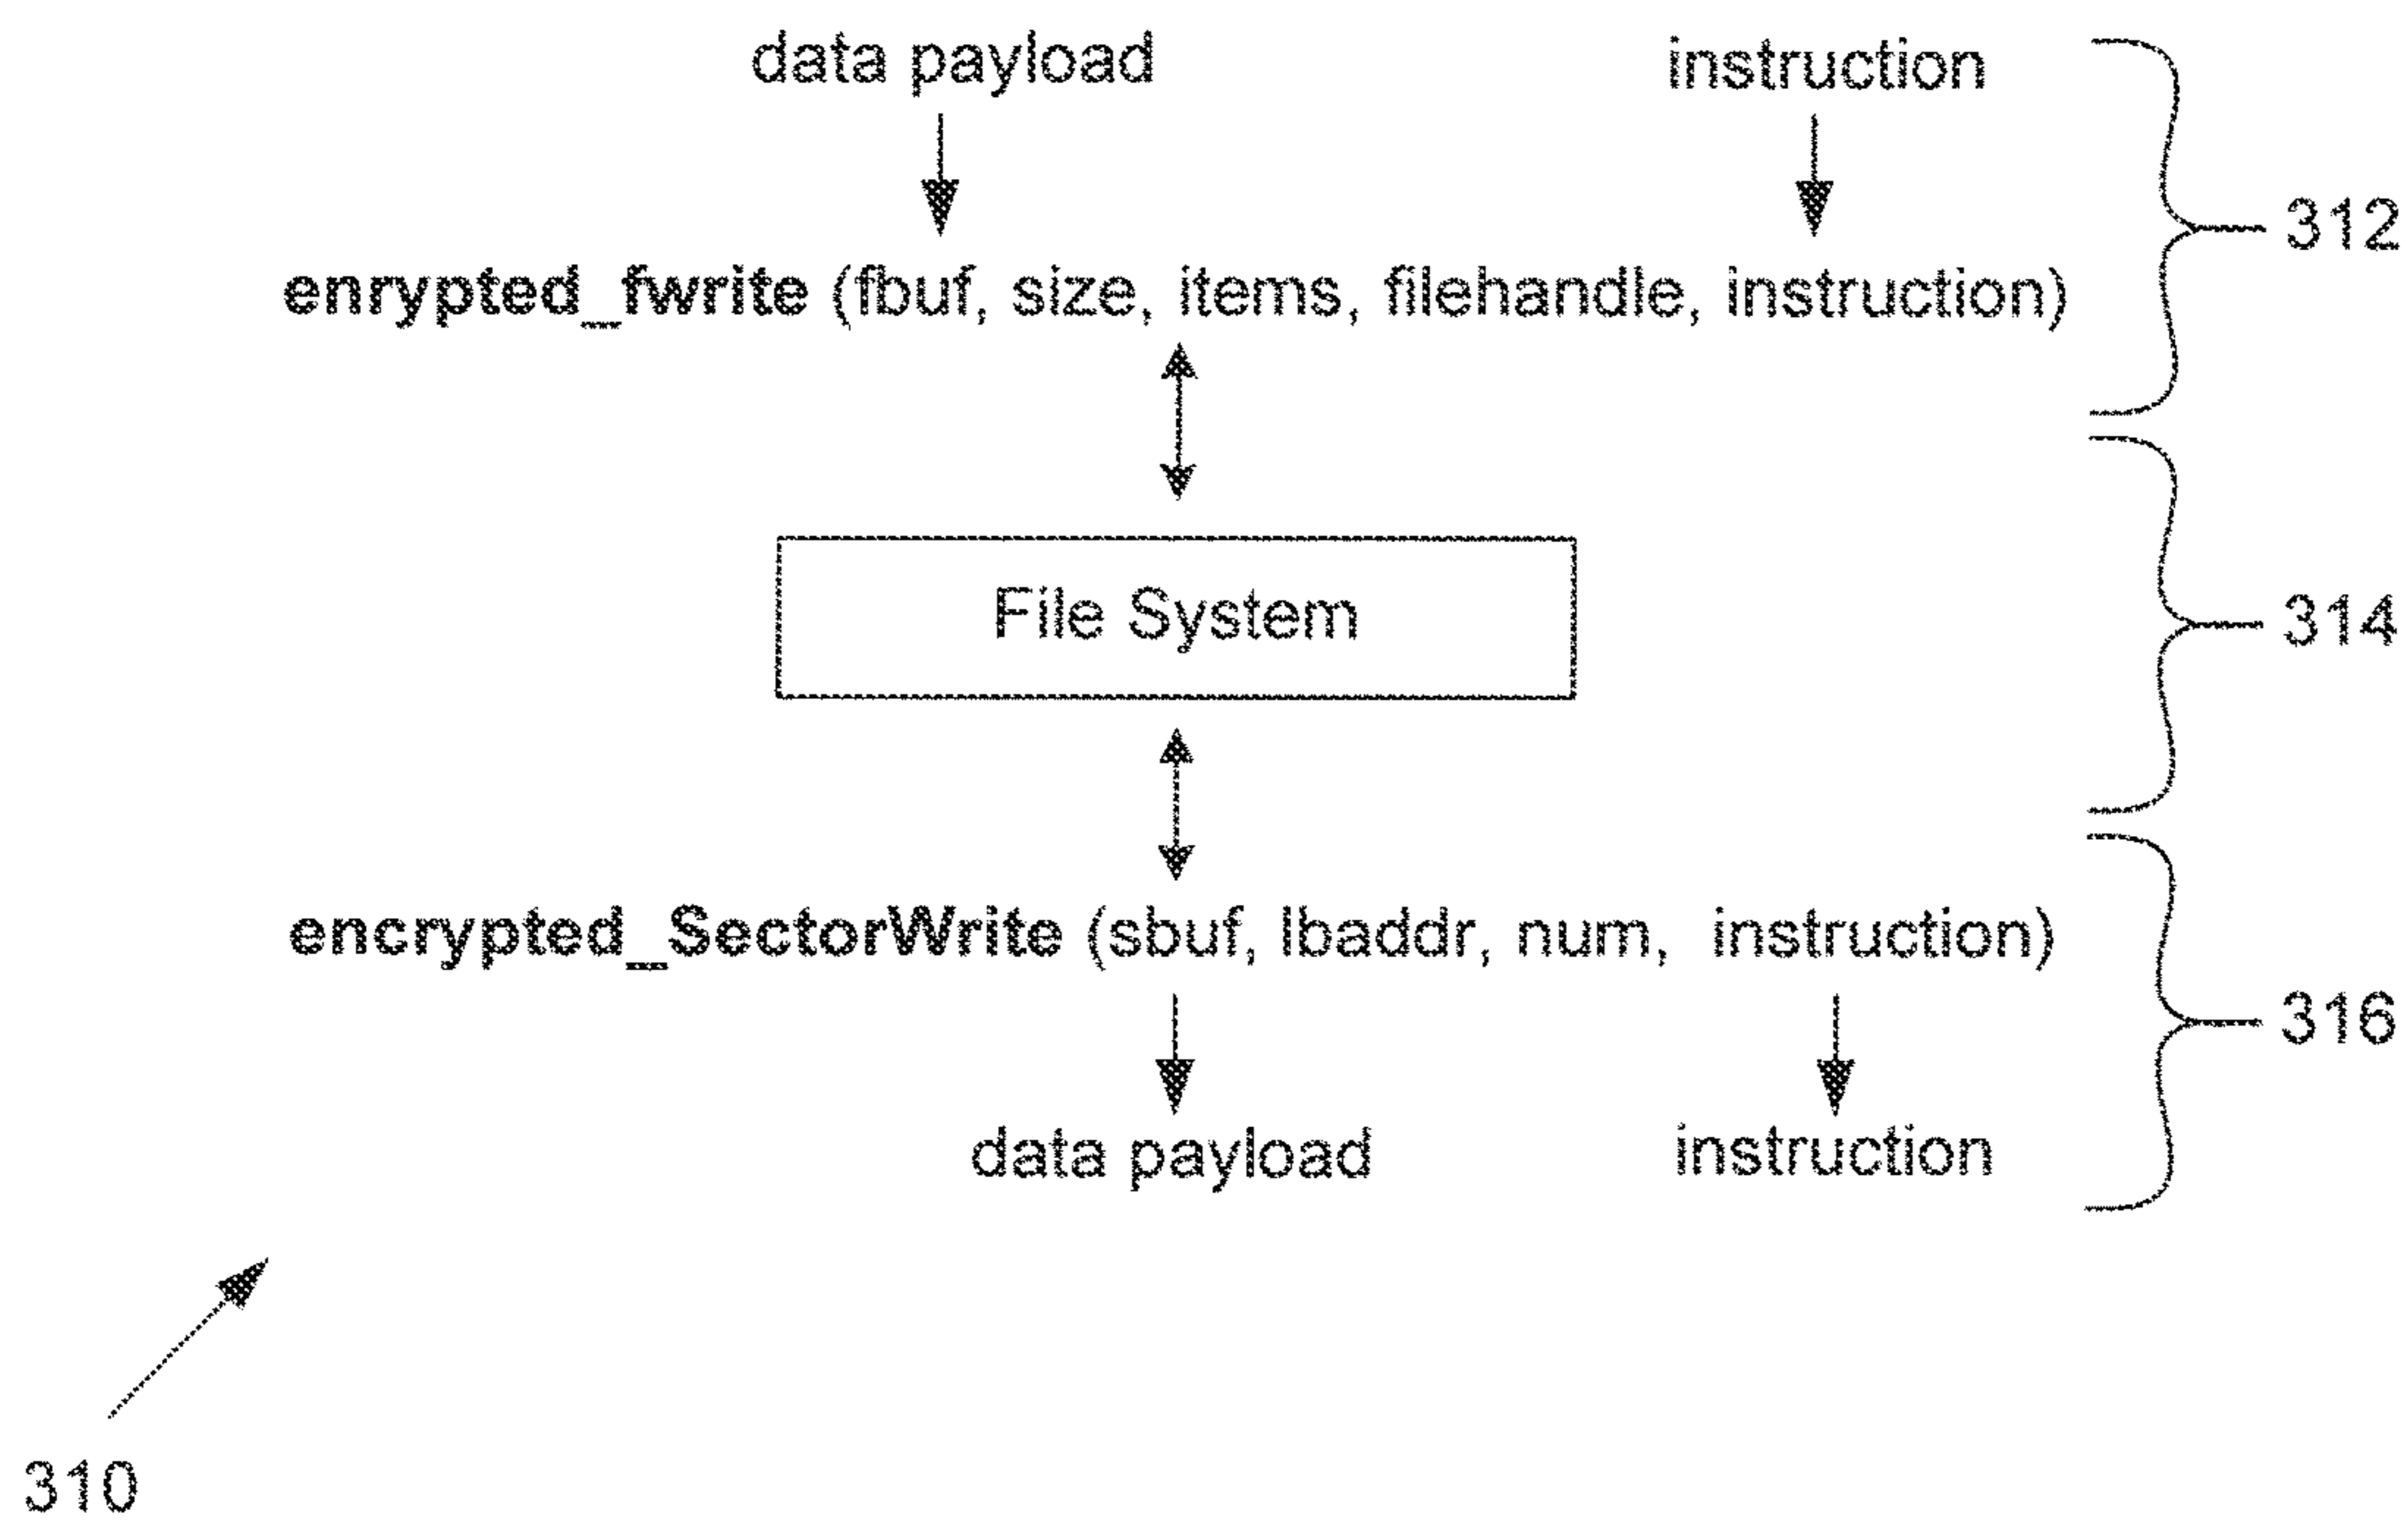 data payload instruction
312
enrypted_fwrite (fbuf, size, items, filehandle, instruction)
File System
314
encrypted_SectorWrite (sbuf, lbaddr, num, instruction)
316
data payload instruction
310